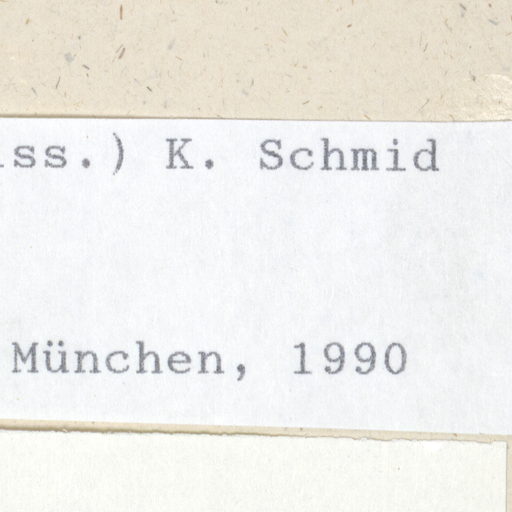 ss.) K. Schmid
München, 1990